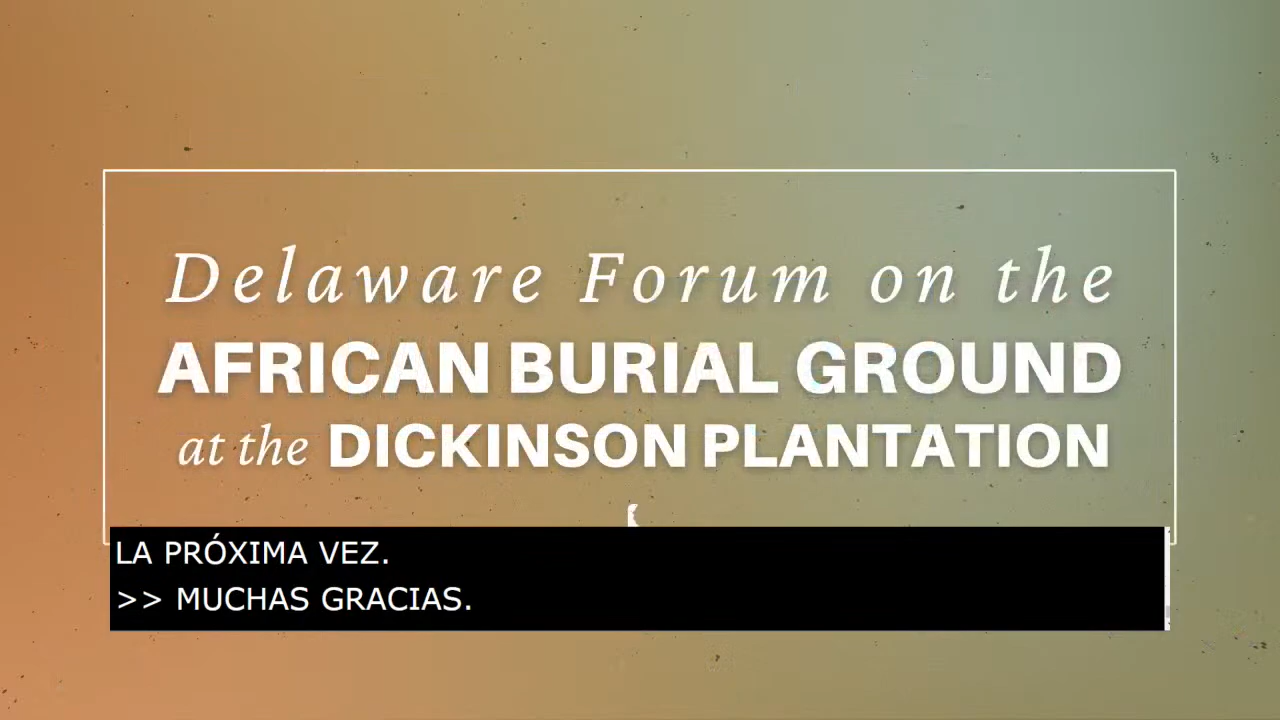 Delaware Forum on the
AFRICAN BURIAL GROUND
at the DICKINSON PLANTATION
LA PRÓXIMA VEZ.
>> MUCHAS GRACIAS.